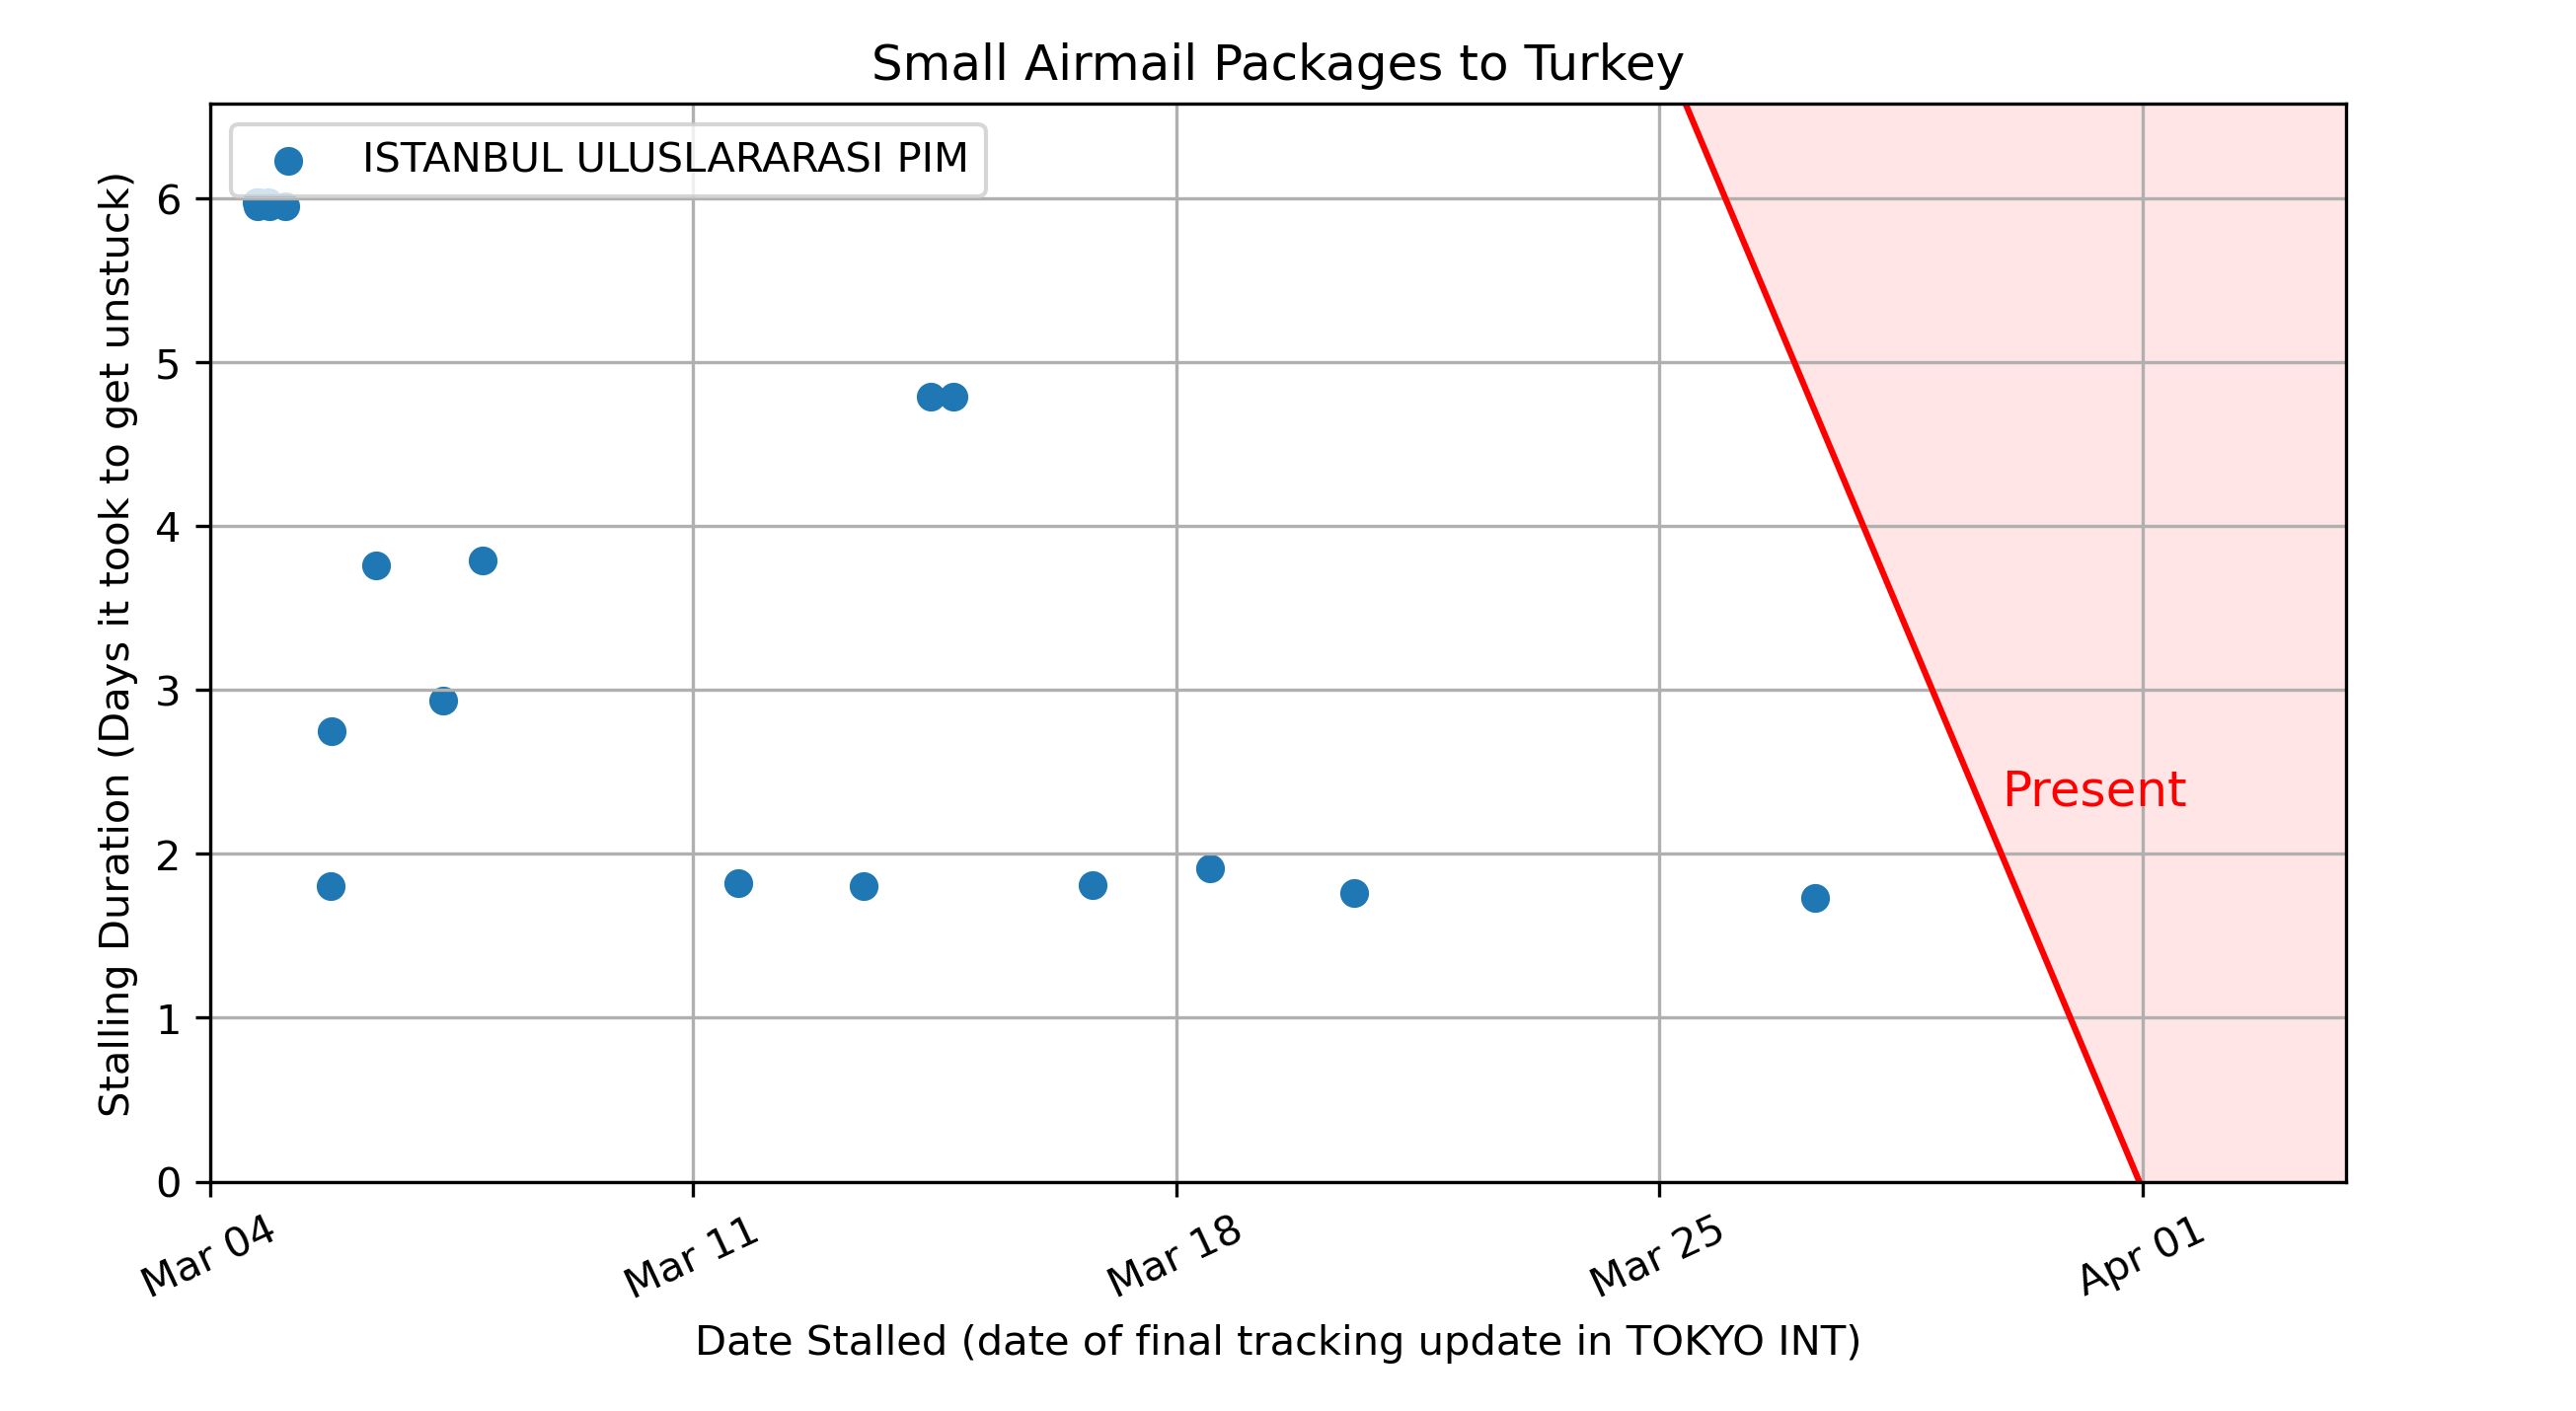 Small Airmail Packages to Turkey
ISTANBUL ULUSLARARASI PIM
Stalling Duration (Days it took to get unstuck)
6
5
4
3
2
1
0
Present
Mar 04
Mar 11
Mar 18
Mar 25
Apr 01
Date Stalled (date of final tracking update in TOKYO INT)